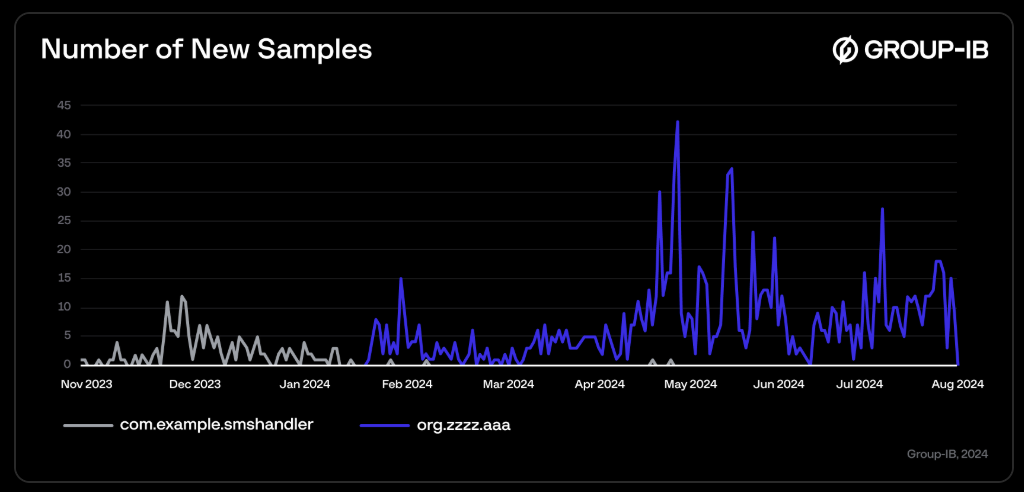 Number of New Samples
GROUP-IB
45
40
35
30
25
20
15
10
5
0
Nov 2023 Dec 2023 Jan 2024 Feb 2024 Mar 2024 Apr 2024 May 2024 Jun 2024 Jul 2024 Aug 2024
com.example.smshandler org.zzzz.aaa
Group-IB, 2024